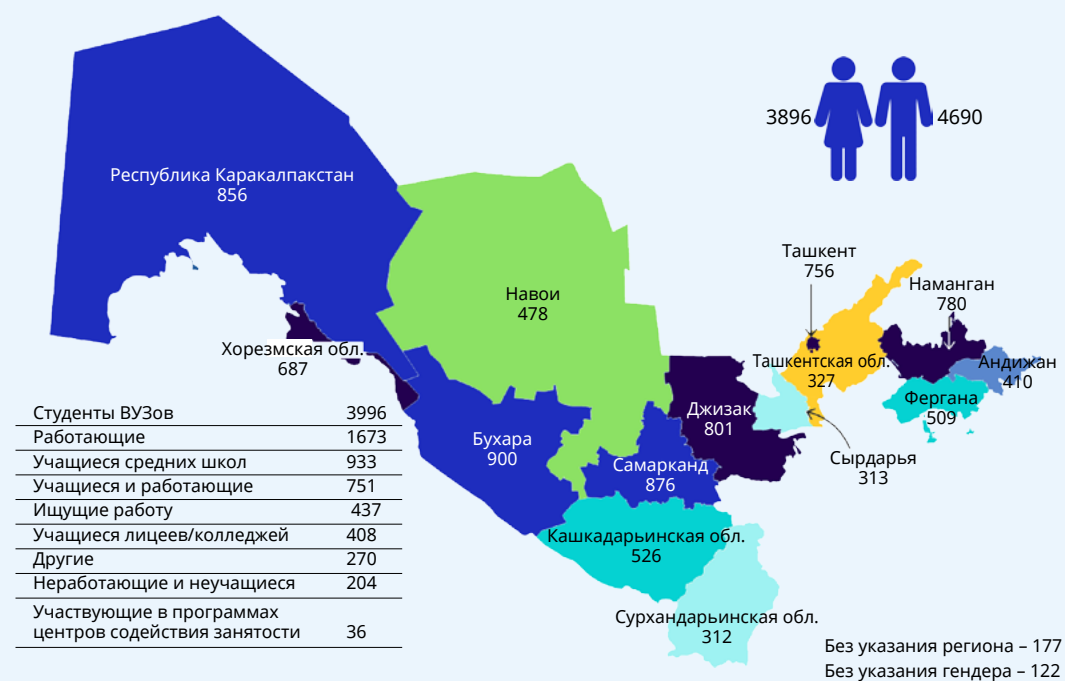 3896
4690
Республика Каракалпакстан
856
Ташкент
756
Наманган
780
Навои
478
Хорезмская обл.
687
Ташкентская обл.
327
Андижан
410
Фергана
509
Джизак
801
Бухара
900
Самарканд
876
Сырдарья
313
Кашкадарьинская обл.
526
Сурхандарьинская обл.
312
Студенты ВУЗов 3996
Работающие 1673
Учащиеся средних школ 933
Учащиеся и работающие 751
Ищущие работу 437
Учащиеся лицеев/колледжей 408
Другие 270
Неработающие и неучащиеся 204
Участвующие в программах
центров содействия занятости 36
Без указания региона – 177
Без указания гендера – 122